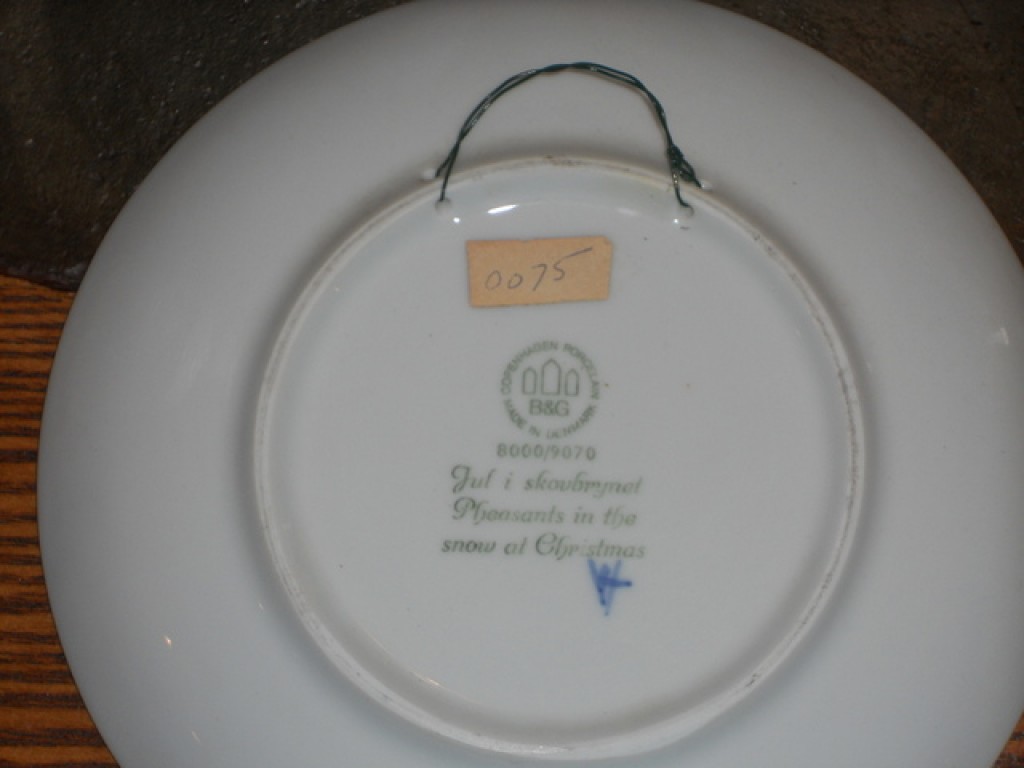 0075
COPENHAGEN PORCELAIN
B&G
MADE IN DENMARK
8000/9070
Jul i skovbrynet
Pheasants in the
snow at Christmas